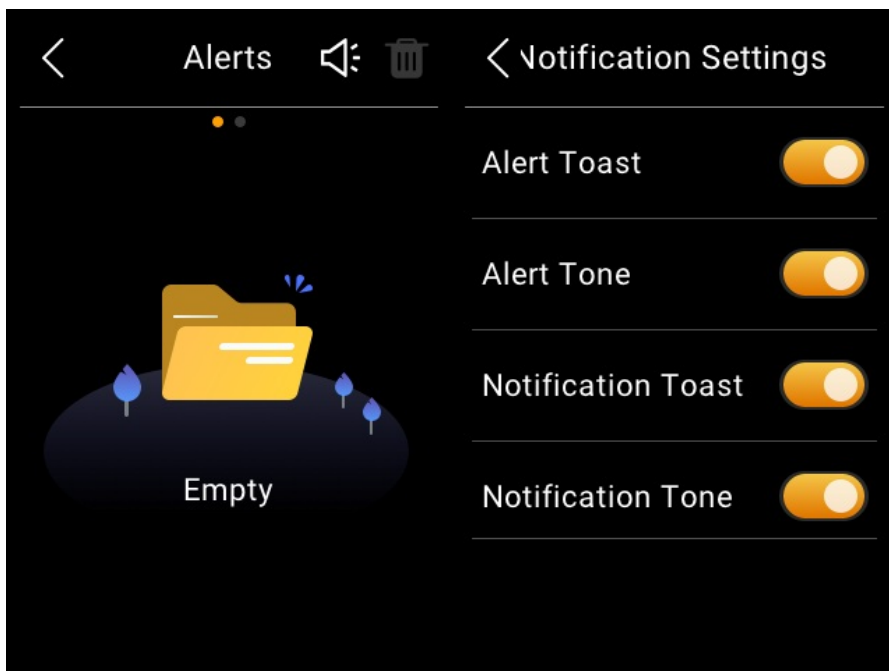 Alerts
Empty
Notification Settings
Alert Toast
Alert Tone
Notification Toast
Notification Tone